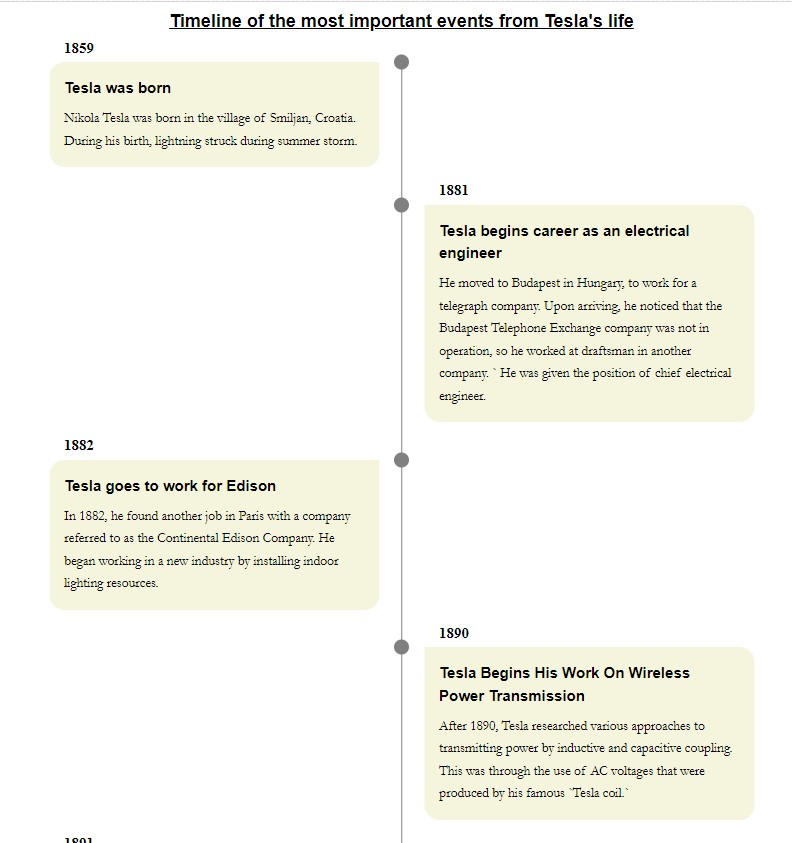 Timeline of the most important events from Tesla's life
1859
Tesla was born
Nikola Tesla was born in the village of Smiljan, Croatia.
During his birth, lightning struck during summer storm.
1881
Tesla begins career as an electrical
engineer
He moved to Budapest in Hungary, to work for a
telegraph company. Upon arriving, he noticed that the
Budapest Telephone Exchange company was not in
operation, so he worked at draftsman in another
company. ` He was given the position of chief electrical
engineer.
1882
Tesla goes to work for Edison
In 1882, he found another job in Paris with a company
referred to as the Continental Edison Company. He
began working in a new industry by installing indoor
lighting resources.
1890
Tesla Begins His Work On Wireless
Power Transmission
After 1890, Tesla researched various approaches to
transmitting power by inductive and capacitive coupling.
This was through the use of AC voltages that were
produced by his famous `Tesla coil.`
1891